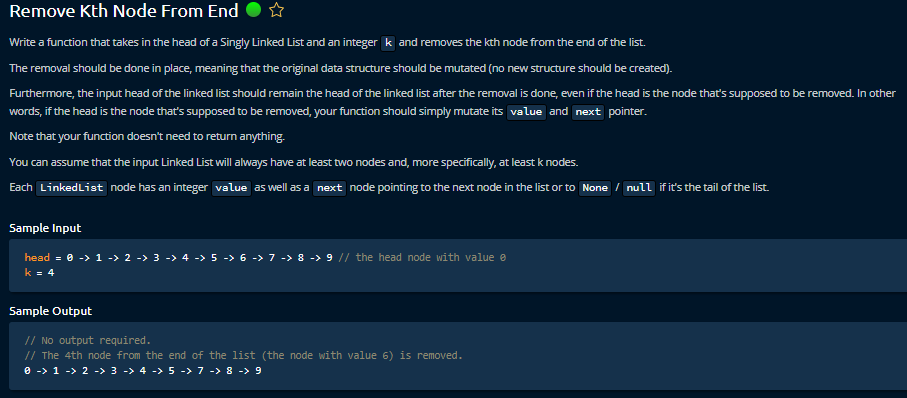 Remove Kth Node From End
Write a function that takes in the head of a Singly Linked List and an integer k and removes the kth node from the end of the list.
The removal should be done in place, meaning that the original data structure should be mutated (no new structure should be created).
Furthermore, the input head of the linked list should remain the head of the linked list after the removal is done, even if the head is the node that's supposed to be removed. In other
words, if the head is the node that's supposed to be removed, your function should simply mutate its value and next pointer.
Note that your function doesn't need to return anything.
You can assume that the input Linked List will always have at least two nodes and, more specifically, at least k nodes.
Each LinkedList node has an integer value as well as a next node pointing to the next node in the list or to None / null if it's the tail of the list.
Sample Input
head = 0 -> 1 -> 2 -> 3 -> 4 -> 5 -> 6 -> 7 -> 8 -> 9 // the head node with value 0
k = 4
Sample Output
// No output required.
// The 4th node from the end of the list (the node with value 6) is removed.
0 -> 1 -> 2 -> 3 -> 4 -> 5 -> 7 -> 8 -> 9